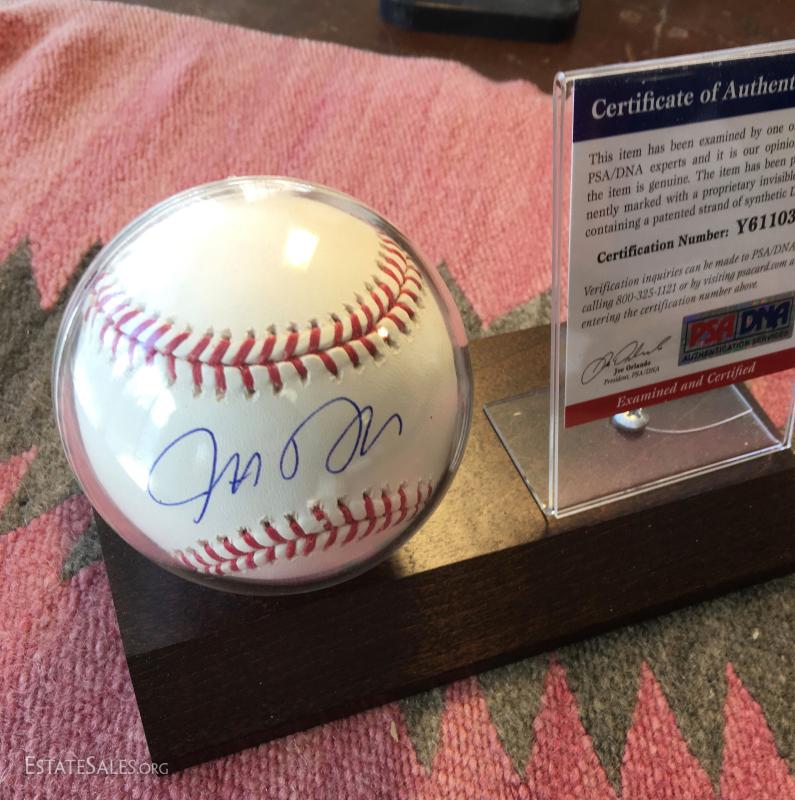 Certificate of Authent
This item has been examined by one o
PSA/DNA experts and it is our opinio
the item is genuine. The item has been p
nently marked with a proprietary invisible
containing a patented strand of synthetic D
Certification Number: Y61103
Verification inquiries can be made to PSA/DNA
calling 800-325-1121 or by visiting psacard.com a
entering the certification number above.
PSA DNA
AUTHENTICATION SERVICES
Joe Orlando
President, PSA/DNA
Examined and Certified
ESTATESALES.ORG